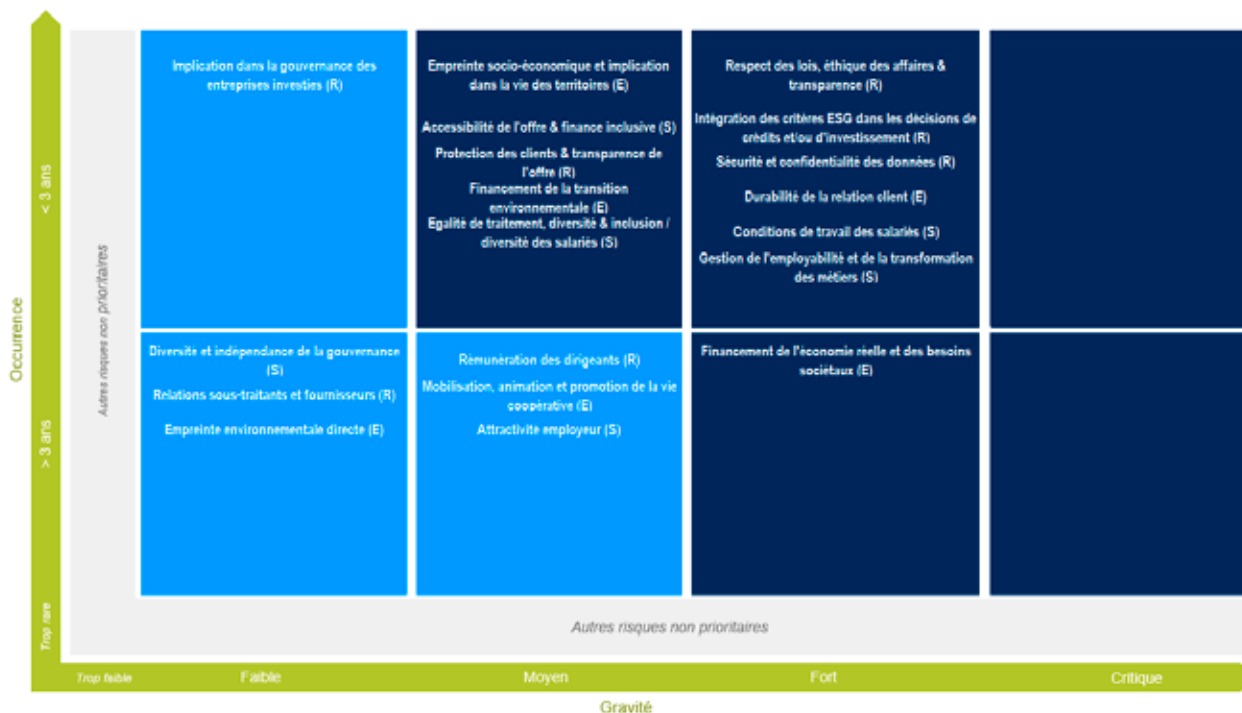 Occurrence
< 3 ans
> 3 ans
Trop rare
Autres risques non prioritaires
Implication dans la gouvernance des
entreprises investies (R)
Empreinte socio-économique et implication
dans la vie des territoires (E)
Accessibilité de l'offre & finance inclusive (S)
Protection des clients & transparence de
l'offre (R)
Financement de la transition
environnementale (E)
Egalité de traitement, diversité & inclusion /
diversité des salariés (S)
Respect des lois, éthique des affaires &
transparence (R)
Intégration des critères ESG dans les décisions de
crédits et/ou d'investissement (R)
Sécurité et confidentialité des données (R)
Durabilité de la relation client (E)
Conditions de travail des salariés (S)
Gestion de l'employabilité et de la transformation
des métiers (S)
Diversité et indépendance de la gouvernance
(S)
Relations sous-traitants et fournisseurs (R)
Empreinte environnementale directe (E)
Rémunération des dirigeants (R)
Mobilisation, animation et promotion de la vie
coopérative (E)
Attractivité employeur (S)
Financement de l'économie réelle et des besoins
sociétaux (E)
Autres risques non prioritaires
Trop faible
Faible
Moyen
Fort
Critique
Gravité